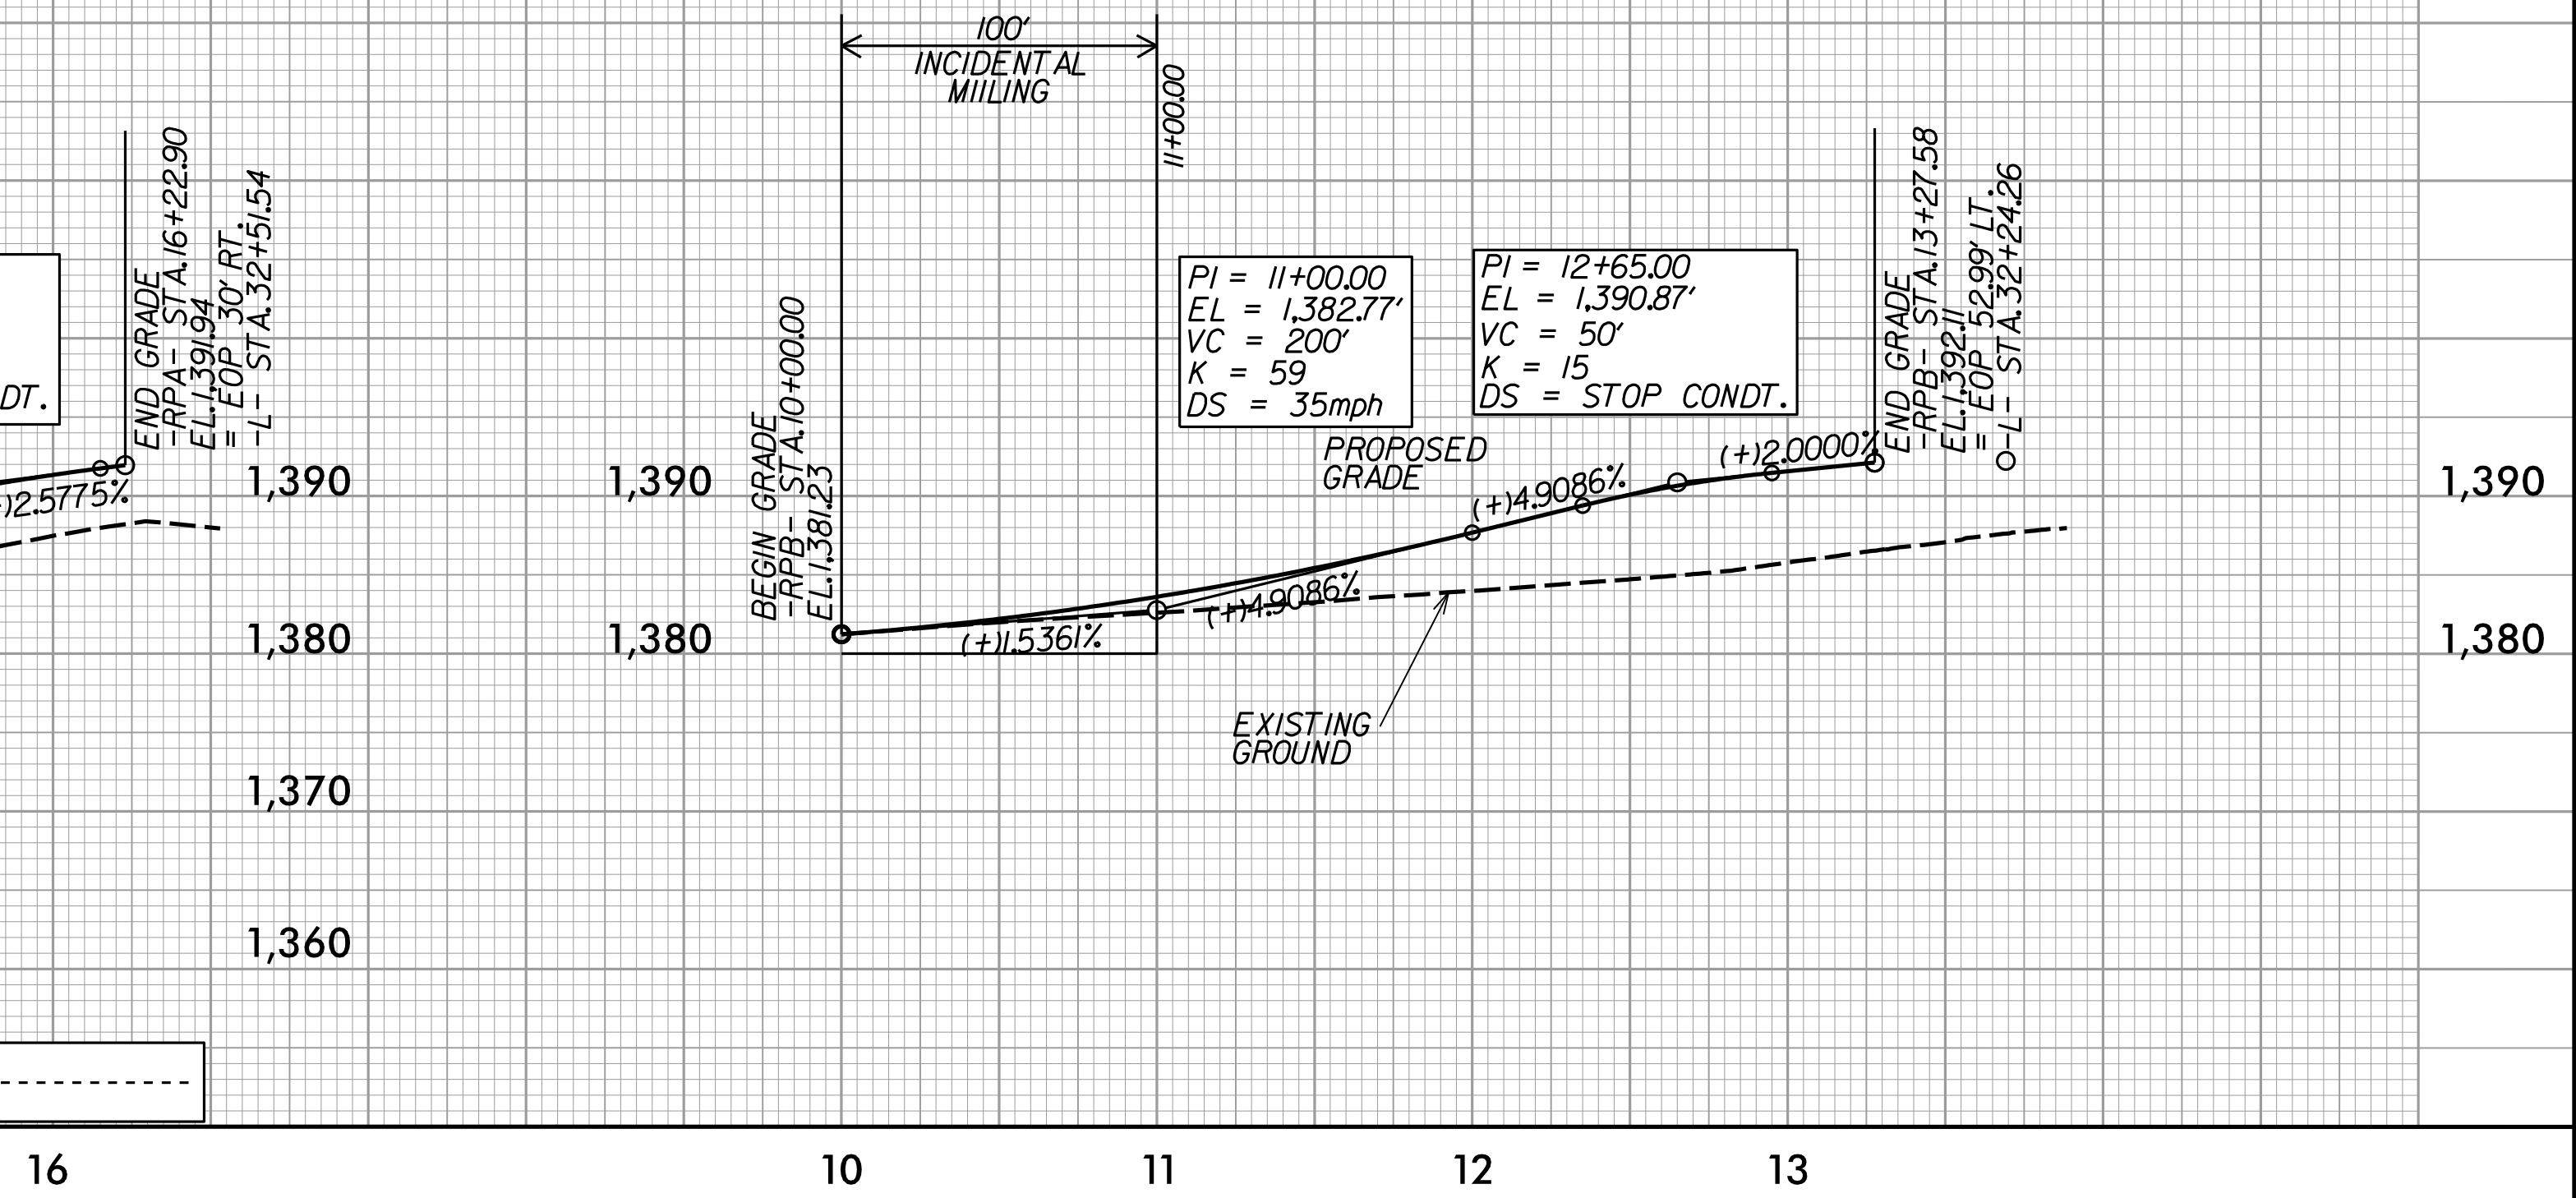 100'
INCIDENTAL
MIILING
11+00.00
END GRADE
-RPA- STA.16+22.90
EL.1,391.94
= EOP 30' RT.
-L- STA.32+51.54
DT.
)2.5775%
BEGIN GRADE
-RPB- STA.10+00.00
EL.1,381.23
PI = 11+00.00
EL = 1,382.77'
VC = 200'
K = 59
DS = 35mph
PI = 12+65.00
EL = 1,390.87'
VC = 50'
K = 15
DS = STOP CONDT.
END GRADE
-RPB- STA.13+27.58
EL.1,392.11
= EOP 52.99' LT.
-L- STA.32+24.26
PROPOSED
GRADE
(+)4.9086%
(+)2.0000%
(+)1.5361%
(+)4.9086%
EXISTING
GROUND
1,390
1,390
1,390
1,380
1,380
1,380
1,370
1,360
16
10
11
12
13